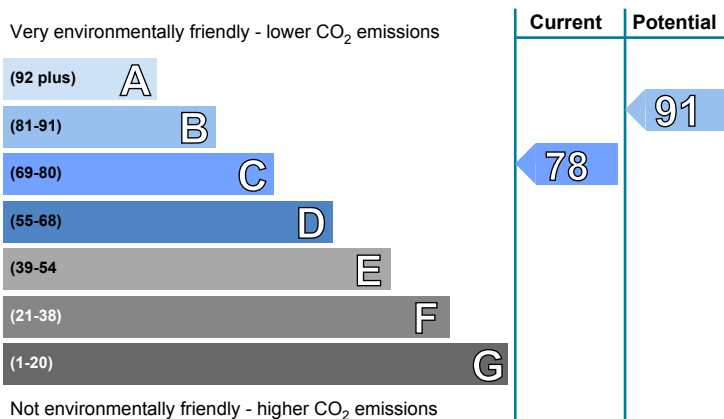 Current Potential
Very environmentally friendly - lower CO2 emissions
(92 plus) A
(81-91) B 91
(69-80) C 78
(55-68) D
(39-54 E
(21-38) F
(1-20) G
Not environmentally friendly - higher CO2 emissions